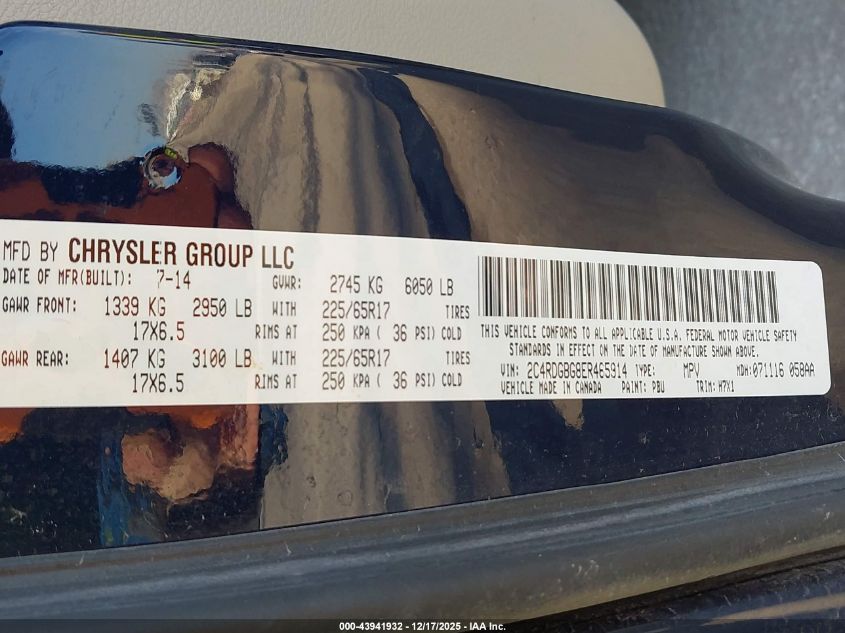 MFD BY CHRYSLER GROUP LLC
DATE OF MFR(BUILT): 7-14 GVWR: 2745 KG 6050 LB
GAWR FRONT: 1339 KG 2950 LB WITH 225/65R17 TIRES
17X6.5 RIMS AT 250 KPA ( 36 PSI) COLD
GAWR REAR: 1407 KG 3100 LB WITH 225/65R17 TIRES
17X6.5 RIMS AT 250 KPA ( 36 PSI) COLD
THIS VEHICLE CONFORMS TO ALL APPLICABLE U.S.A. FEDERAL MOTOR VEHICLE SAFETY
STANDARDS IN EFFECT ON THE DATE OF MANUFACTURE SHOWN ABOVE.
VIN: 2C4RDGBG8ER465914 TYPE: MPV MDH: 071116 058AA
VEHICLE MADE IN CANADA PAINT: PBU TRIM: H7X1
000-43941932 - 12/17/2025 - IAA Inc.